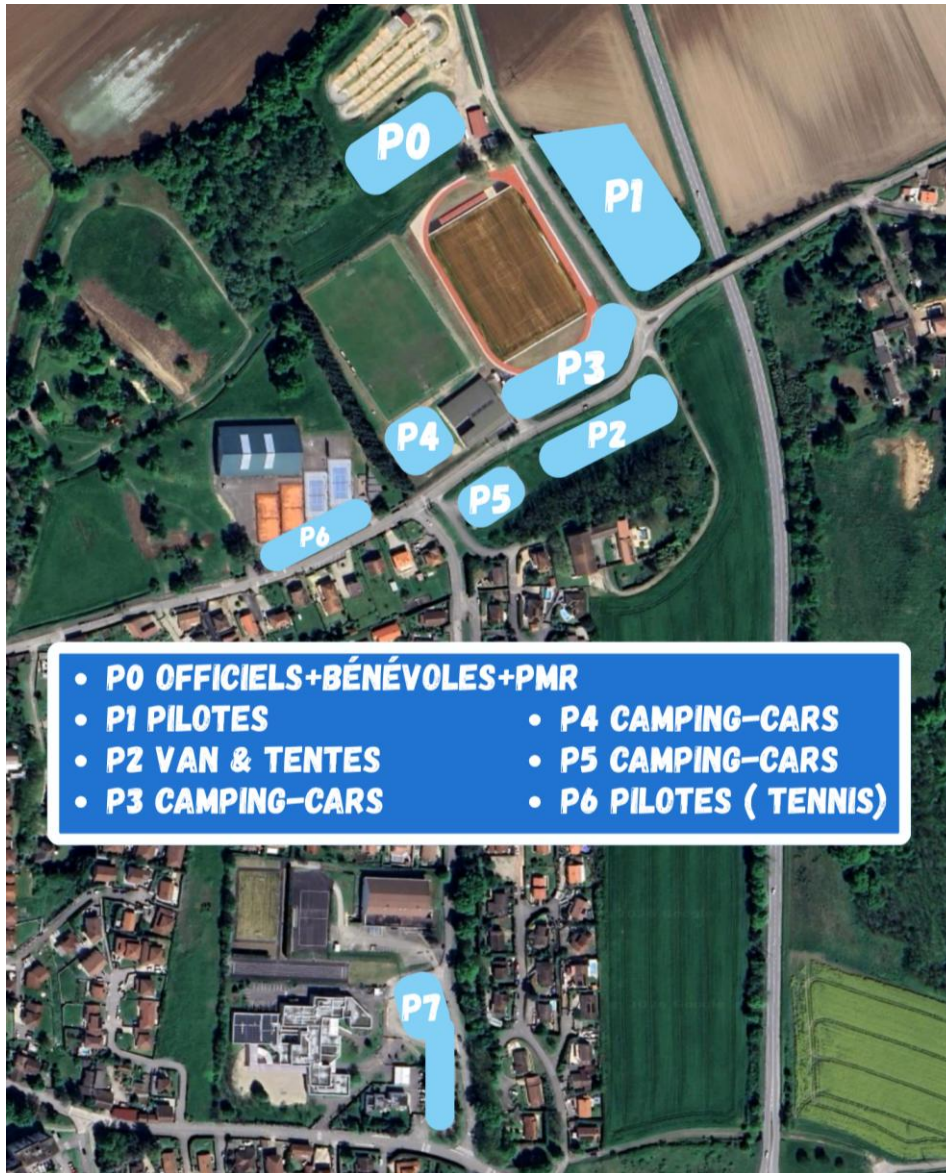 P0
P1
P3
P4
P2
P5
P6
P0 OFFICIELS+BÉNÉVOLES+PMR
P1 PILOTES
P2 VAN & TENTES
P3 CAMPING-CARS
P4 CAMPING-CARS
P5 CAMPING-CARS
P6 PILOTES ( TENNIS)
P7